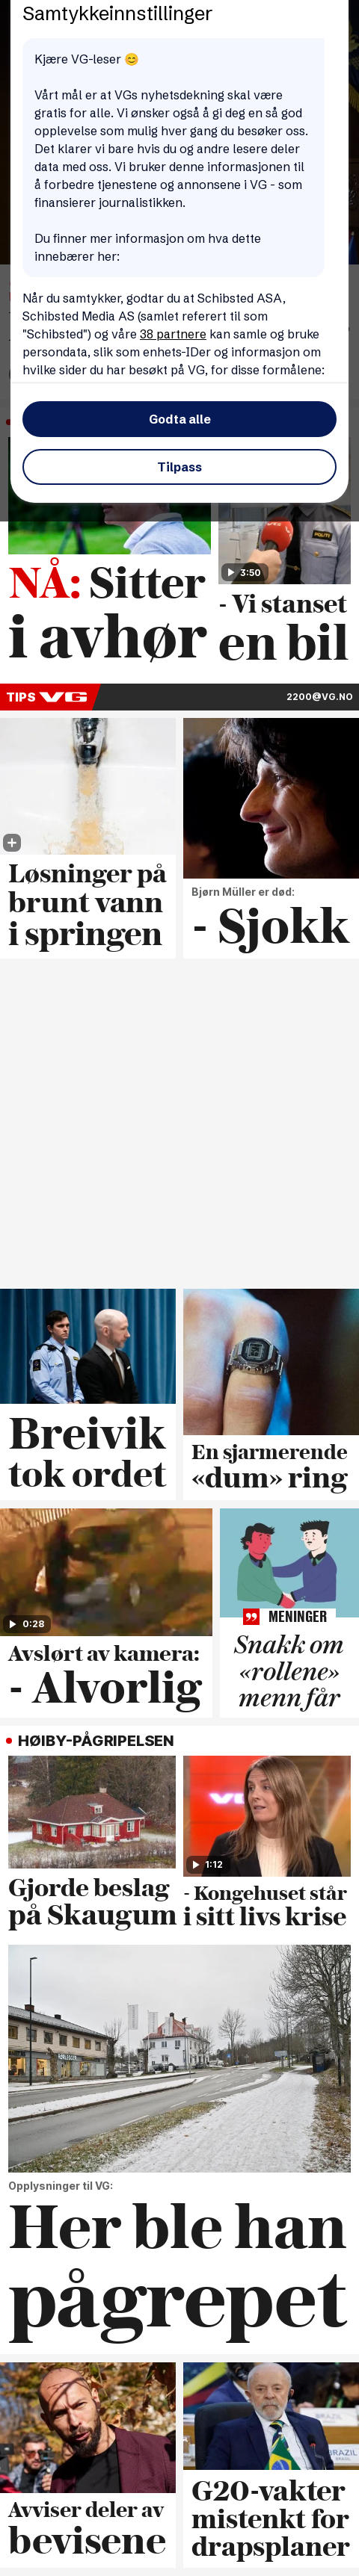 Samtykkeinnstillinger
Kjære VG-leser 😊
Vårt mål er at VGs nyhetsdekning skal være
gratis for alle. Vi ønsker også å gi deg en så god
opplevelse som mulig hver gang du besøker oss.
Det klarer vi bare hvis du og andre lesere deler
data med oss. Vi bruker denne informasjonen til
å forbedre tjenestene og annonsene i VG - som
finansierer journalistikken.
Du finner mer informasjon om hva dette
innebærer her:
Når du samtykker, godtar du at Schibsted ASA,
Schibsted Media AS (samlet referert til som
"Schibsted") og våre 38 partnere kan samle og bruke
persondata, slik som enhets-IDer og informasjon om
hvilke sider du har besøkt på VG, for disse formålene:
Godta alle
Tilpass
NÅ: Sitter
i avhør
3:50
- Vi stanset
en bil
TIPS VG
2200@VG.NO
Løsninger på
brunt vann
i springen
Bjørn Müller er død:
- Sjokk
Breivik
tok ordet
En sjarmerende
«dum» ring
0:28
Avslørt av kamera:
- Alvorlig
MENINGER
Snakk om
«rollene»
menn får
HØIBY-PÅGRIPELSEN
Gjorde beslag
på Skaugum
1:12
- Kongehuset står
i sitt livs krise
Opplysninger til VG:
Her ble han
pågrepet
Avviser deler av
bevisene
BRAZIL
BRAZIL
G20-vakter
mistenkt for
drapsplaner